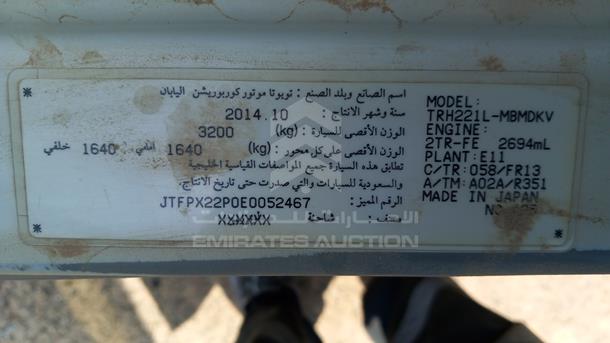 اسم الصانع وبلد الصنع : تويوتا موتور كوربوريشن اليابان
سنة وشهر الانتاج : 2014.10
الوزن الأقصى للسيارة : (kg) 3200
الوزن الأقصى على كل محور : (kg) 1640 أمامي 1640 خلفي
تطابق هذه السيارة جميع المواصفات القياسية الخليجية
والسعودية للسيارات والتي صدرت حتى تاريخ الانتاج.
الرقم المميز : JTFPX22P0E0052467
شاحنة XXXXXX
MODEL:
TRH221L-MBMDKV
ENGINE:
2TR-FE 2694mL
PLANT: E11
C/TR: 058/FR13
A/TM: A02A/R351
MADE IN JAPAN
الإمارات للمزادات
EMIRATES AUCTION